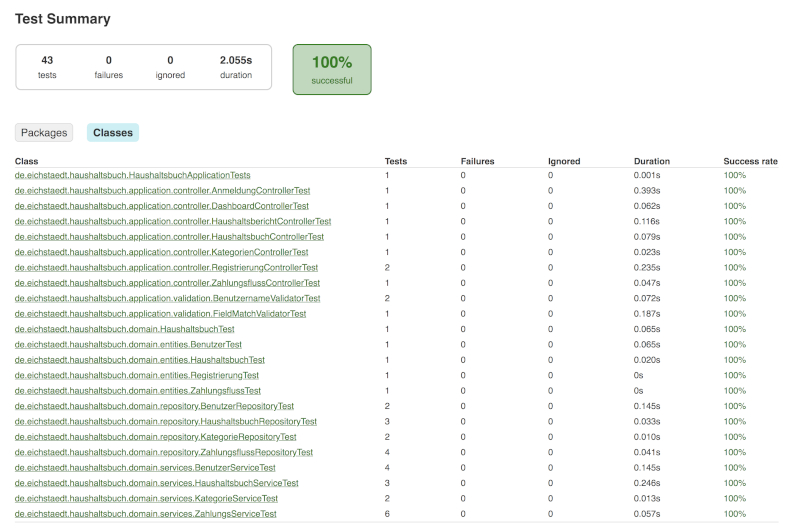 Test Summary
43 0 0 2.055s
tests failures ignored duration
100%
successful
Packages Classes
Class Tests Failures Ignored Duration Success rate
de.eichstaedt.haushaltsbuch.HaushaltsbuchApplicationTests 1 0 0 0.001s 100%
de.eichstaedt.haushaltsbuch.application.controller.AnmeldungControllerTest 1 0 0 0.393s 100%
de.eichstaedt.haushaltsbuch.application.controller.DashboardControllerTest 1 0 0 0.062s 100%
de.eichstaedt.haushaltsbuch.application.controller.HaushaltsberichtControllerTest 1 0 0 0.116s 100%
de.eichstaedt.haushaltsbuch.application.controller.HaushaltsbuchControllerTest 1 0 0 0.079s 100%
de.eichstaedt.haushaltsbuch.application.controller.KategorienControllerTest 1 0 0 0.023s 100%
de.eichstaedt.haushaltsbuch.application.controller.RegistrierungControllerTest 2 0 0 0.235s 100%
de.eichstaedt.haushaltsbuch.application.controller.ZahlungsflussControllerTest 1 0 0 0.047s 100%
de.eichstaedt.haushaltsbuch.application.validation.BenutzernameValidatorTest 2 0 0 0.072s 100%
de.eichstaedt.haushaltsbuch.application.validation.FieldMatchValidatorTest 1 0 0 0.187s 100%
de.eichstaedt.haushaltsbuch.domain.HaushaltsbuchTest 1 0 0 0.065s 100%
de.eichstaedt.haushaltsbuch.domain.entities.BenutzerTest 1 0 0 0.065s 100%
de.eichstaedt.haushaltsbuch.domain.entities.HaushaltsbuchTest 1 0 0 0.020s 100%
de.eichstaedt.haushaltsbuch.domain.entities.RegistrierungTest 1 0 0 0s 100%
de.eichstaedt.haushaltsbuch.domain.entities.ZahlungsflussTest 1 0 0 0s 100%
de.eichstaedt.haushaltsbuch.domain.repository.BenutzerRepositoryTest 2 0 0 0.145s 100%
de.eichstaedt.haushaltsbuch.domain.repository.HaushaltsbuchRepositoryTest 3 0 0 0.033s 100%
de.eichstaedt.haushaltsbuch.domain.repository.KategorieRepositoryTest 2 0 0 0.010s 100%
de.eichstaedt.haushaltsbuch.domain.repository.ZahlungsflussRepositoryTest 4 0 0 0.041s 100%
de.eichstaedt.haushaltsbuch.domain.services.BenutzerServiceTest 4 0 0 0.145s 100%
de.eichstaedt.haushaltsbuch.domain.services.HaushaltsbuchServiceTest 3 0 0 0.246s 100%
de.eichstaedt.haushaltsbuch.domain.services.KategorieServiceTest 2 0 0 0.013s 100%
de.eichstaedt.haushaltsbuch.domain.services.ZahlungsServiceTest 6 0 0 0.057s 100%